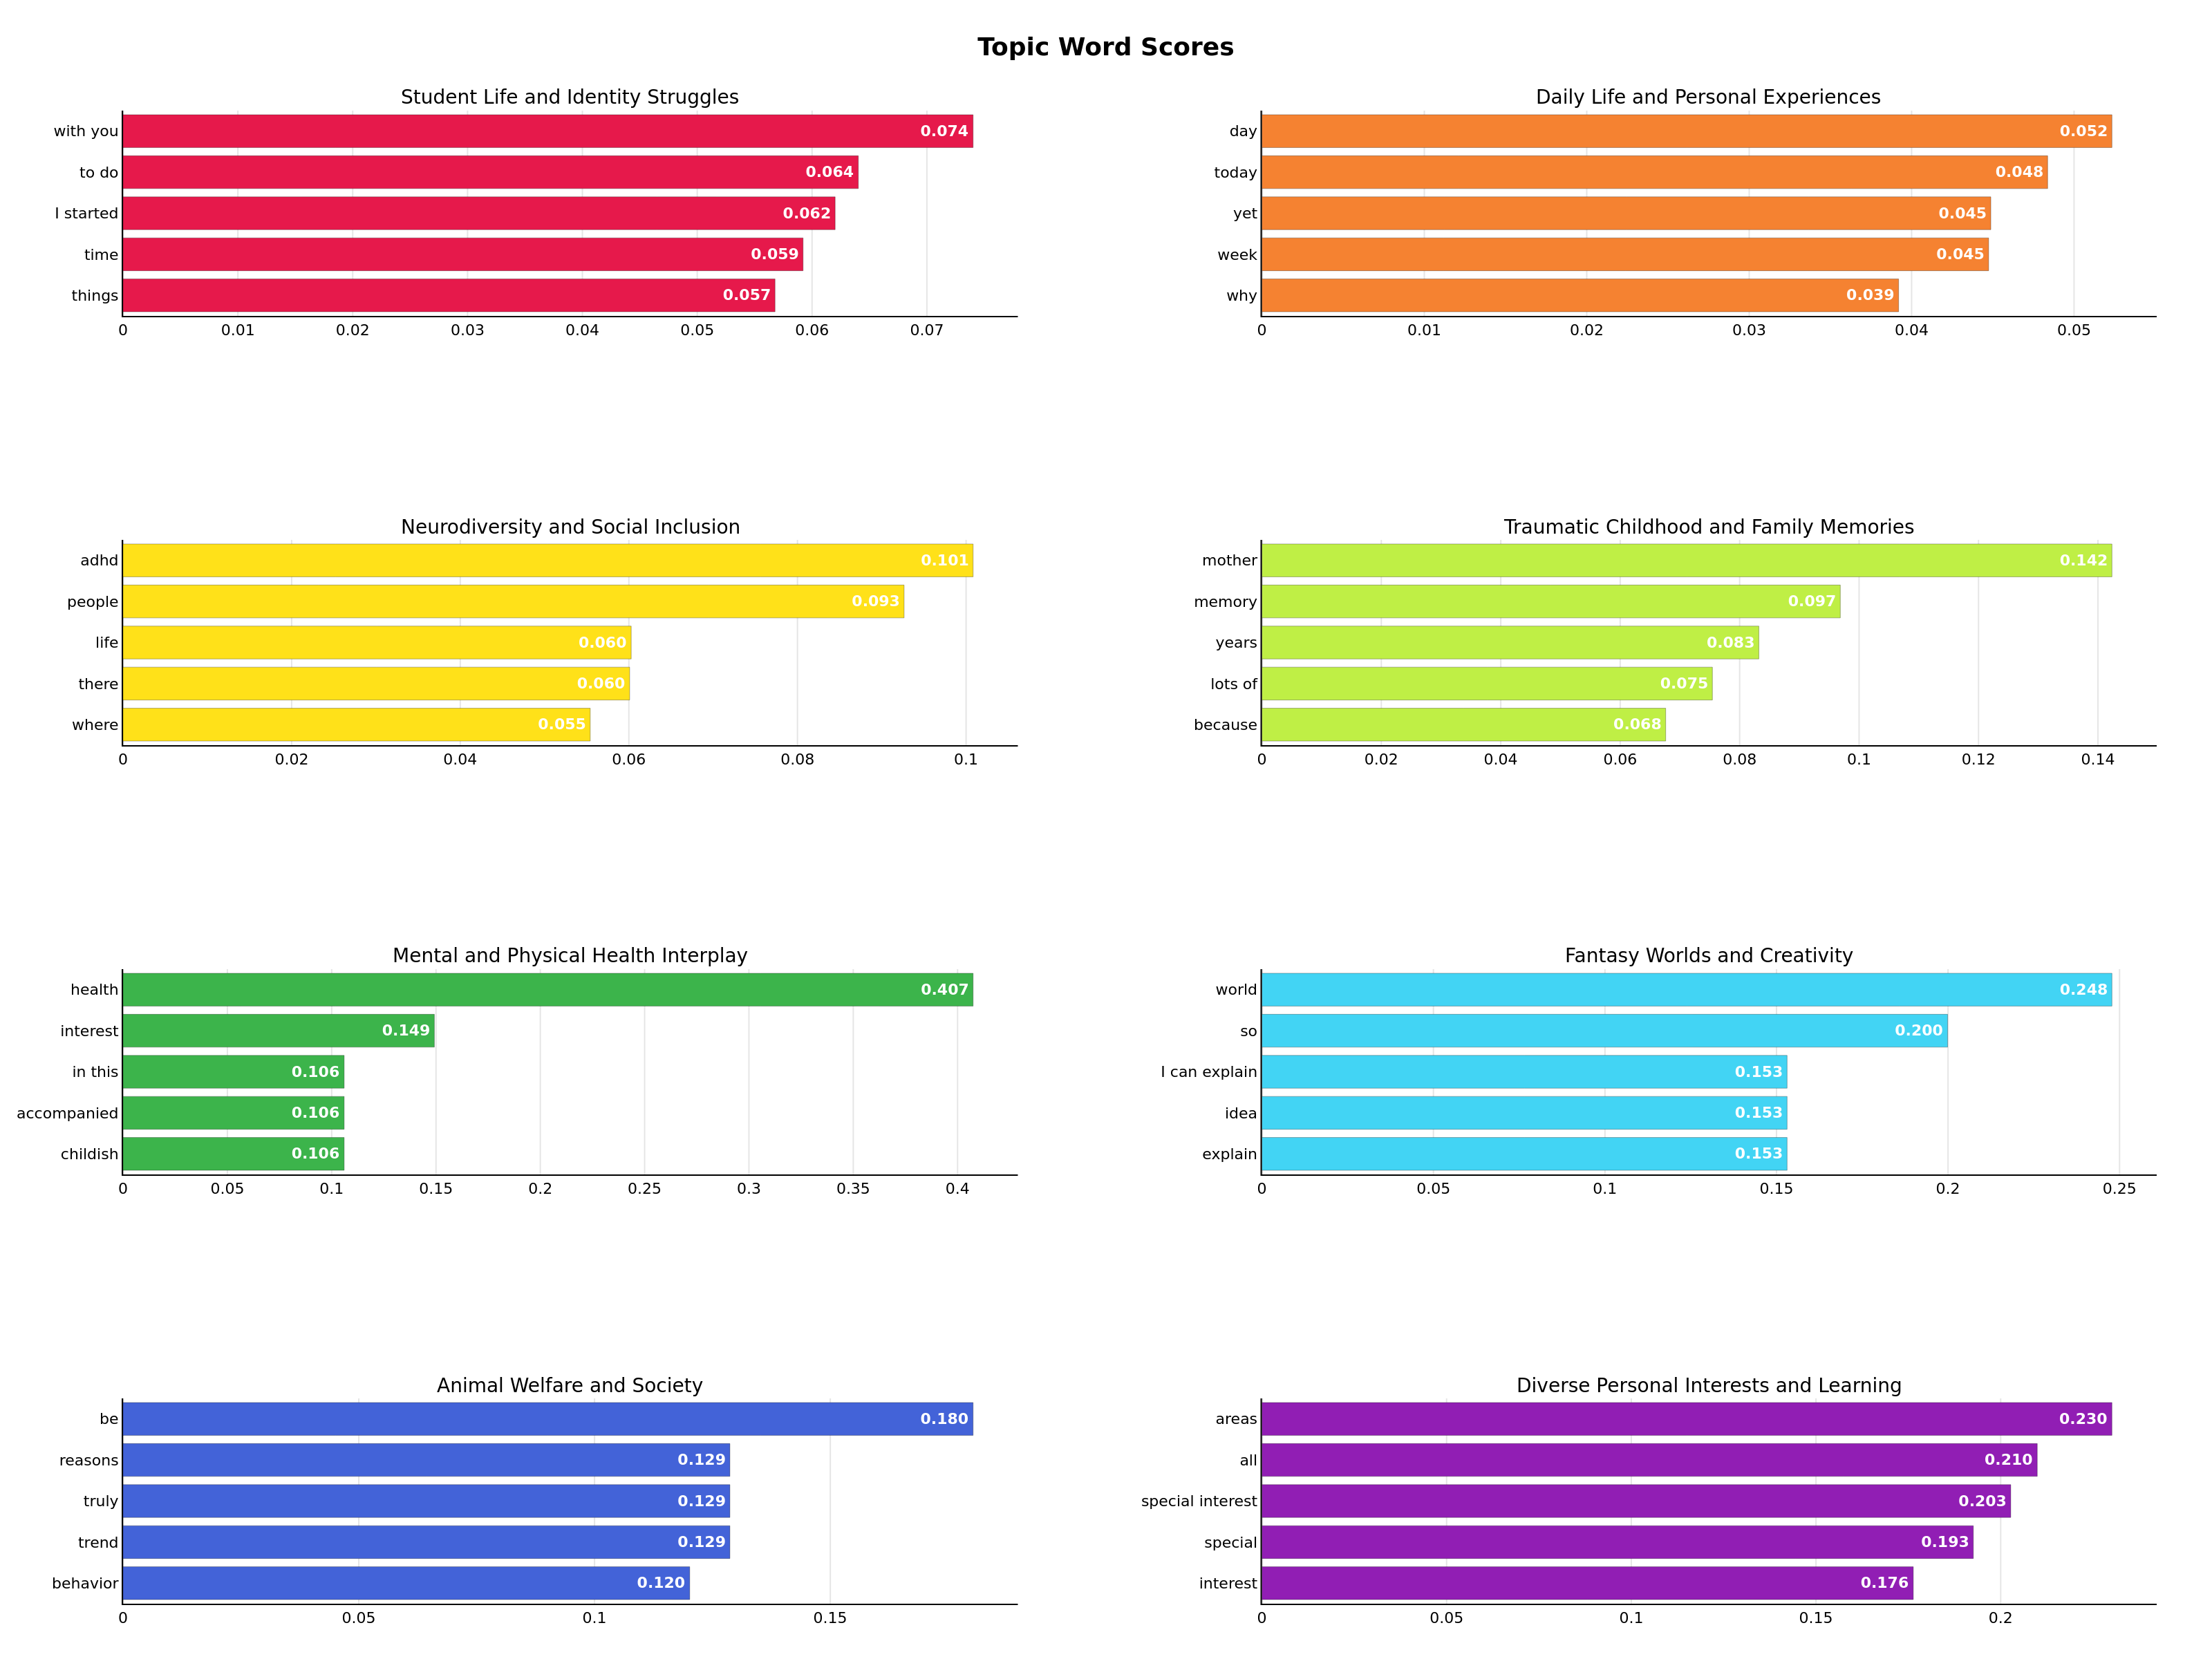 Topic Word Scores
Student Life and Identity Struggles
with you 0.074
to do 0.064
I started 0.062
time 0.059
things 0.057
0 0.01 0.02 0.03 0.04 0.05 0.06 0.07
Daily Life and Personal Experiences
day 0.052
today 0.048
yet 0.045
week 0.045
why 0.039
0 0.01 0.02 0.03 0.04 0.05
Neurodiversity and Social Inclusion
adhd 0.101
people 0.093
life 0.060
there 0.060
where 0.055
0 0.02 0.04 0.06 0.08 0.1
Traumatic Childhood and Family Memories
mother 0.142
memory 0.097
years 0.083
lots of 0.075
because 0.068
0 0.02 0.04 0.06 0.08 0.1 0.12 0.14
Mental and Physical Health Interplay
health 0.407
interest 0.149
in this 0.106
accompanied 0.106
childish 0.106
0 0.05 0.1 0.15 0.2 0.25 0.3 0.35 0.4
Fantasy Worlds and Creativity
world 0.248
so 0.200
I can explain 0.153
idea 0.153
explain 0.153
0 0.05 0.1 0.15 0.2 0.25
Animal Welfare and Society
be 0.180
reasons 0.129
truly 0.129
trend 0.129
behavior 0.120
0 0.05 0.1 0.15
Diverse Personal Interests and Learning
areas 0.230
all 0.210
special interest 0.203
special 0.193
interest 0.176
0 0.05 0.1 0.15 0.2